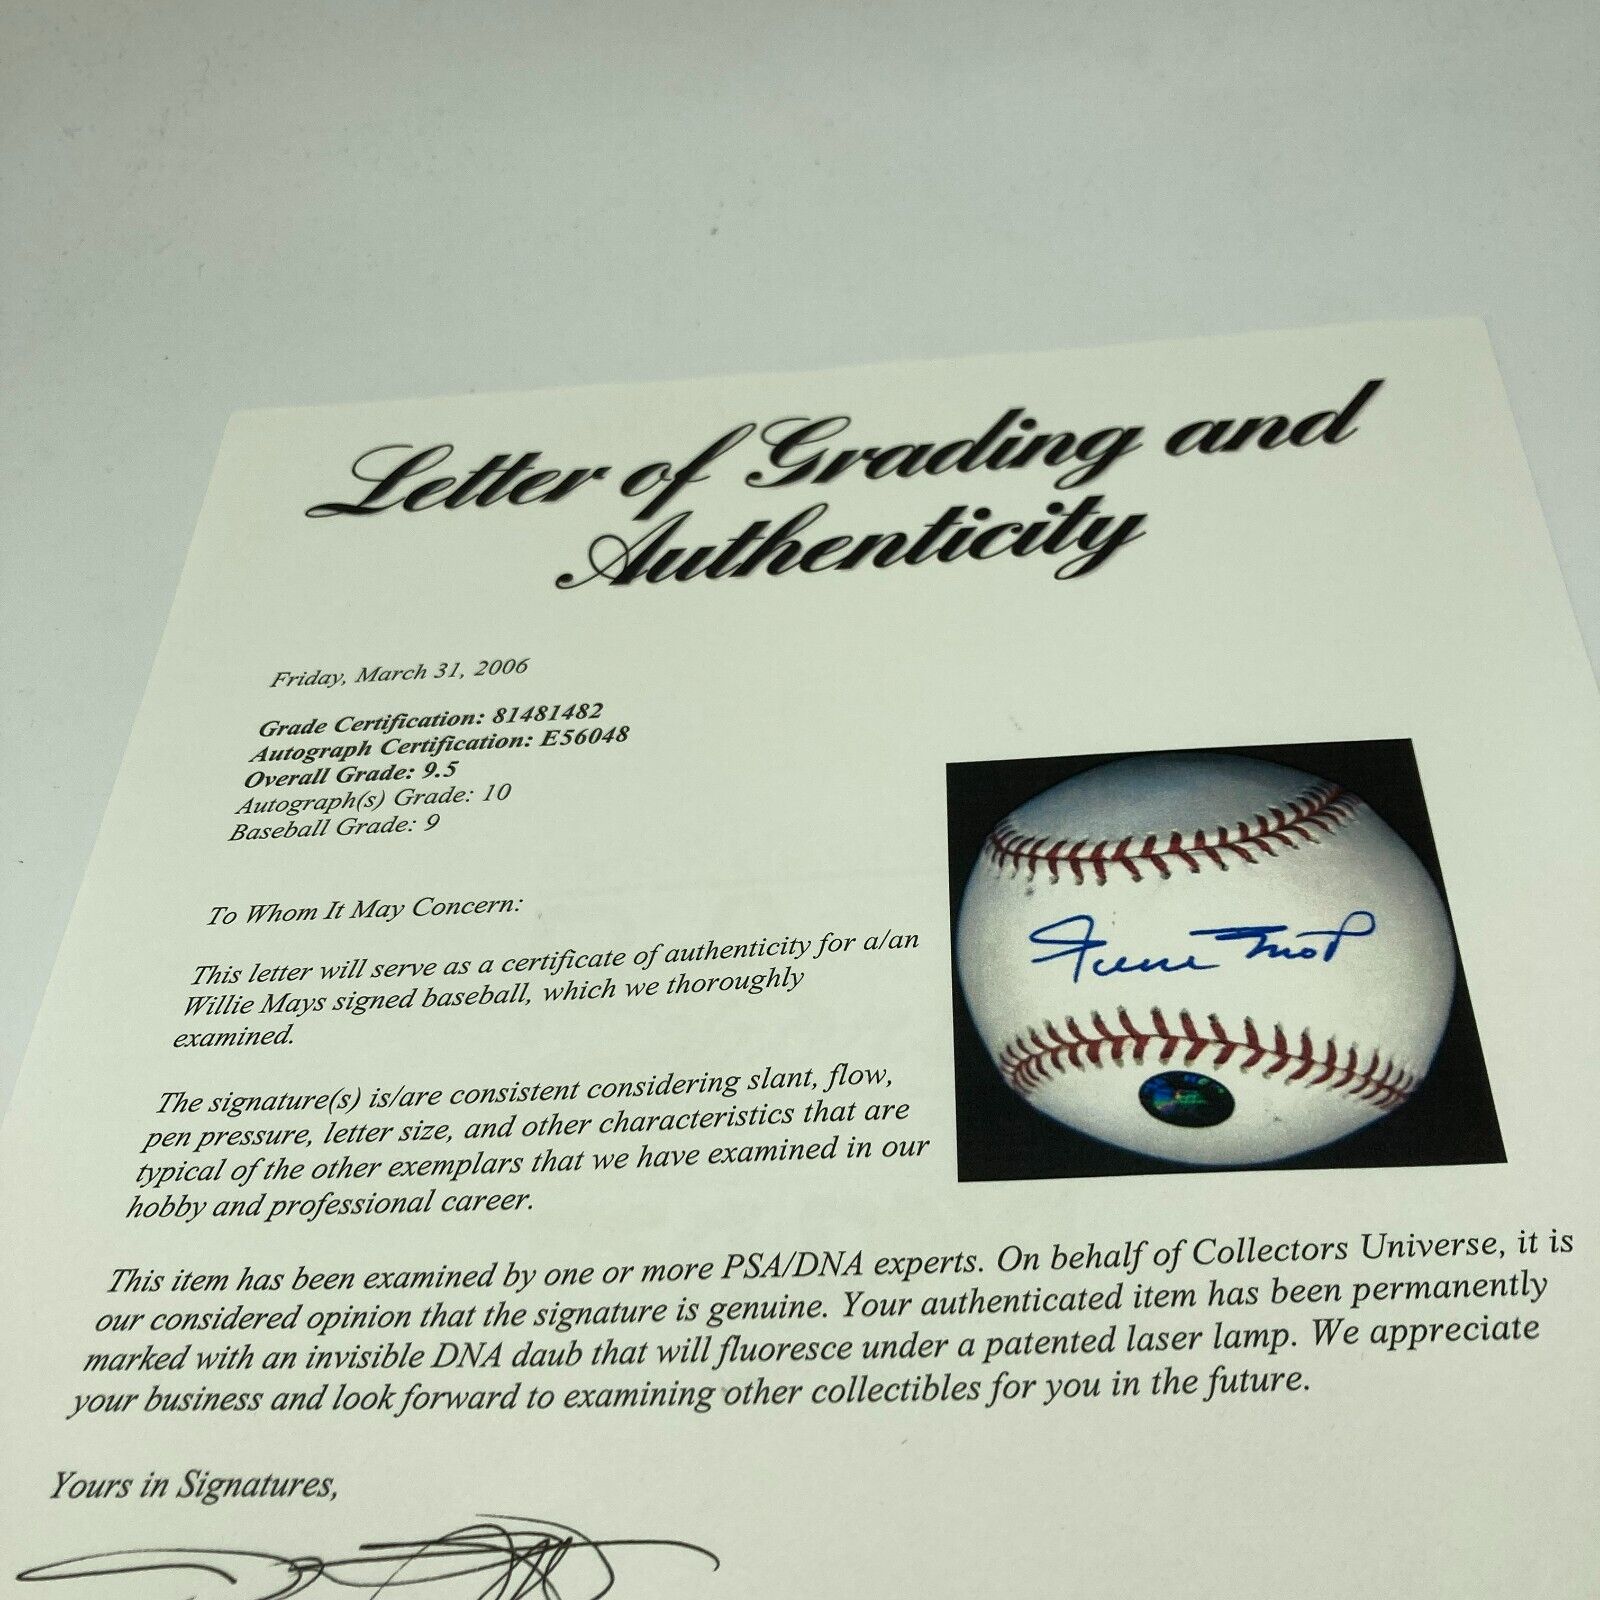 Letter of Grading and
Authenticity
Friday, March 31, 2006
Grade Certification: 81481482
Autograph Certification: E56048
Overall Grade: 9.5
Autograph(s) Grade: 10
Baseball Grade: 9
To Whom It May Concern:
This letter will serve as a certificate of authenticity for a/an
Willie Mays signed baseball, which we thoroughly
examined.
The signature(s) is/are consistent considering slant, flow,
pen pressure, letter size, and other characteristics that are
typical of the other exemplars that we have examined in our
hobby and professional career.
Willie Mays
This item has been examined by one or more PSA/DNA experts. On behalf of Collectors Universe, it is
our considered opinion that the signature is genuine. Your authenticated item has been permanently
marked with an invisible DNA daub that will fluoresce under a patented laser lamp. We appreciate
your business and look forward to examining other collectibles for you in the future.
Yours in Signatures,